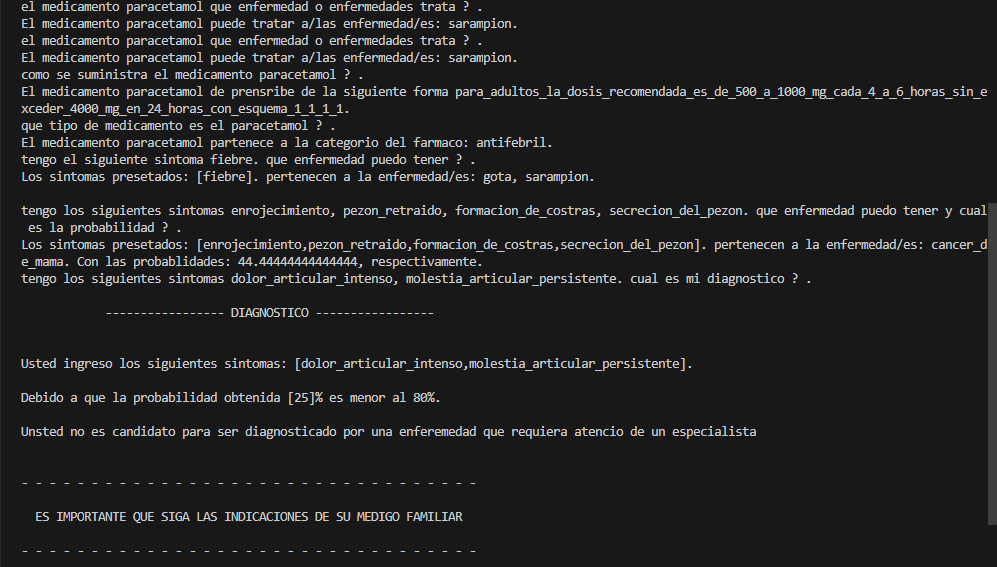 el medicamento paracetamol que enfermedad o enfermedades trata ? .
El medicamento paracetamol puede tratar a/las enfermedad/es: sarampion.
el medicamento paracetamol que enfermedad o enfermedades trata ? .
El medicamento paracetamol puede tratar a/las enfermedad/es: sarampion.
como se suministra el medicamento paracetamol ? .
El medicamento paracetamol de prensribe de la siguiente forma para_adultos_la_dosis_recomendada_es_de_500_a_1000_mg_cada_4_a_6_horas_sin_e
xceder_4000_mg_en_24_horas_con_esquema_1_1_1_1.
que tipo de medicamento es el paracetamol ? .
El medicamento paracetamol partenece a la categorio del farmaco: antifebril.
tengo el siguiente sintoma fiebre. que enfermedad puedo tener ? .
Los sintomas presetados: [fiebre]. pertenecen a la enfermedad/es: gota, sarampion.
tengo los siguientes sintomas enrojecimiento, pezon_retraido, formacion_de_costras, secrecion_del_pezon. que enfermedad puedo tener y cual
es la probabilidad ? .
Los sintomas presetados: [enrojecimiento,pezon_retraido,formacion_de_costras,secrecion_del_pezon]. pertenecen a la enfermedad/es: cancer_d
e_mama. Con las probablidades: 44.44444444444444, respectivamente.
tengo los siguientes sintomas dolor_articular_intenso, molestia_articular_persistente. cual es mi diagnostico ? .
----------------- DIAGNOSTICO -----------------
Usted ingreso los siguientes sintomas: [dolor_articular_intenso,molestia_articular_persistente].
Debido a que la probabilidad obtenida [25]% es menor al 80%.
Unsted no es candidato para ser diagnosticado por una enferemedad que requiera atencio de un especialista
- - - - - - - - - - - - - - - - - - - - - - - - - - - - - - - - -
ES IMPORTANTE QUE SIGA LAS INDICACIONES DE SU MEDIGO FAMILIAR
- - - - - - - - - - - - - - - - - - - - - - - - - - - - - - - - -